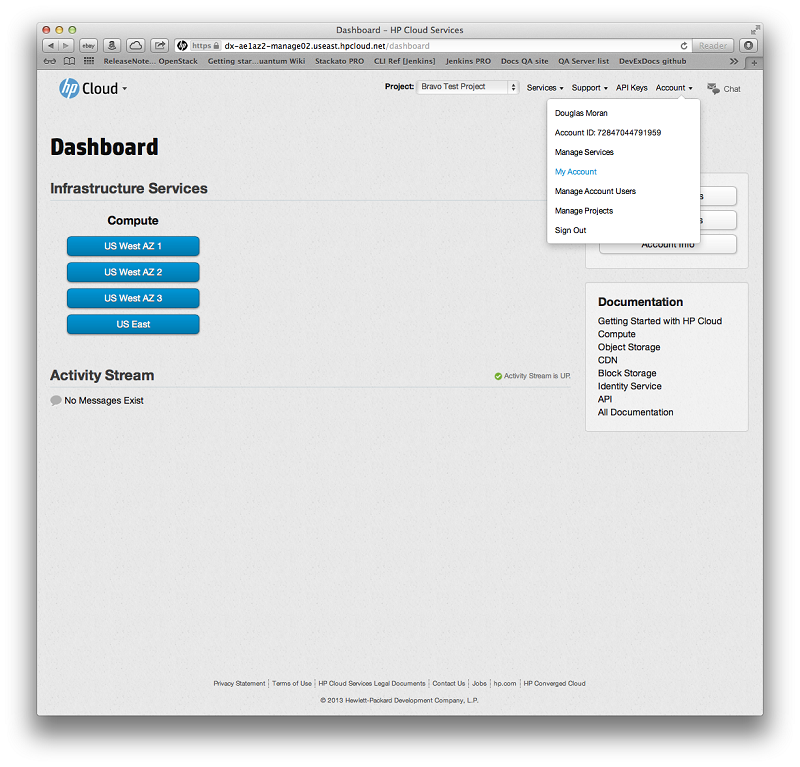 Dashboard – HP Cloud Services
ebay
https dx-ae1az2-manage02.useast.hpcloud.net/dashboard
Reader
ReleaseNote... OpenStack Getting star...uantum Wiki Stackato PRO CLI Ref [Jenkins] Jenkins PRO Docs QA site QA Server list DevExDocs github
hp Cloud
Project: Bravo Test Project Services Support API Keys Account Chat
Douglas Moran
Account ID: 72847044791959
Manage Services
My Account
Manage Account Users
Manage Projects
Sign Out
Dashboard
Infrastructure Services
Compute
US West AZ 1
US West AZ 2
US West AZ 3
US East
Account Info
Documentation
Getting Started with HP Cloud
Compute
Object Storage
CDN
Block Storage
Identity Service
API
All Documentation
Activity Stream
Activity Stream is UP.
No Messages Exist
Privacy Statement Terms of Use HP Cloud Services Legal Documents Contact Us Jobs hp.com HP Converged Cloud
© 2013 Hewlett-Packard Development Company, L.P.